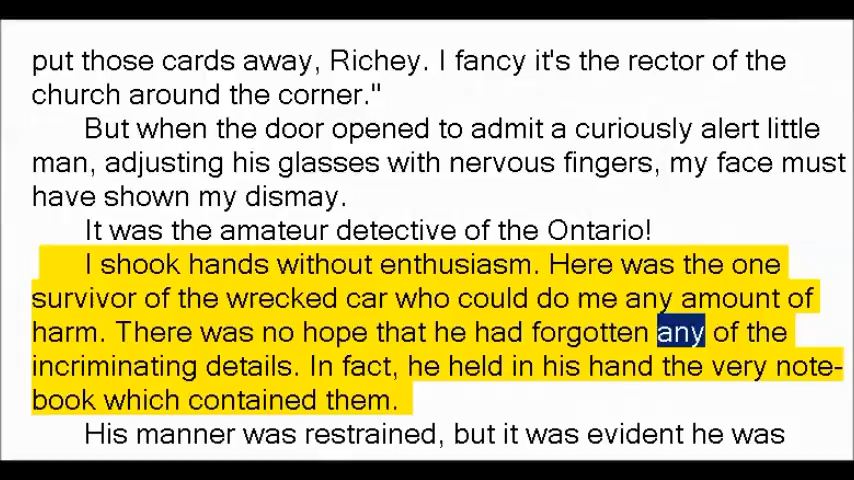 put those cards away, Richey. I fancy it's the rector of the
church around the corner."
But when the door opened to admit a curiously alert little
man, adjusting his glasses with nervous fingers, my face must
have shown my dismay.
It was the amateur detective of the Ontario!
I shook hands without enthusiasm. Here was the one
survivor of the wrecked car who could do me any amount of
harm. There was no hope that he had forgotten any of the
incriminating details. In fact, he held in his hand the very note-
book which contained them.
His manner was restrained, but it was evident he was